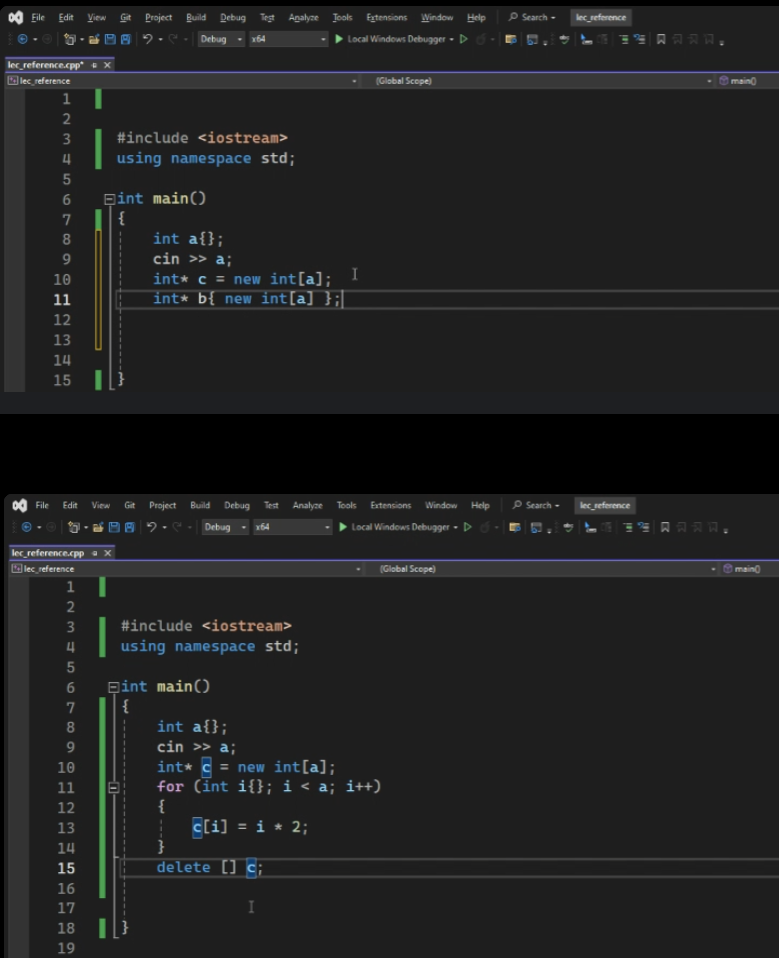 File Edit View Git Project Build Debug Test Analyze Tools Extensions Window Help Search lec_reference
Debug x64 Local Windows Debugger
lec_reference.cpp*
lec_reference (Global Scope) main()
1
2
3 #include <iostream>
4 using namespace std;
5
6 int main()
7 {
8 int a{};
9 cin >> a;
10 int* c = new int[a];
11 int* b{ new int[a] };
12
13
14
15 }
File Edit View Git Project Build Debug Test Analyze Tools Extensions Window Help Search lec_reference
Debug x64 Local Windows Debugger
lec_reference.cpp
lec_reference (Global Scope) main()
1
2
3 #include <iostream>
4 using namespace std;
5
6 int main()
7 {
8 int a{};
9 cin >> a;
10 int* c = new int[a];
11 for (int i{}; i < a; i++)
12 {
13 c[i] = i * 2;
14 }
15 delete [] c;
16
17
18 }
19